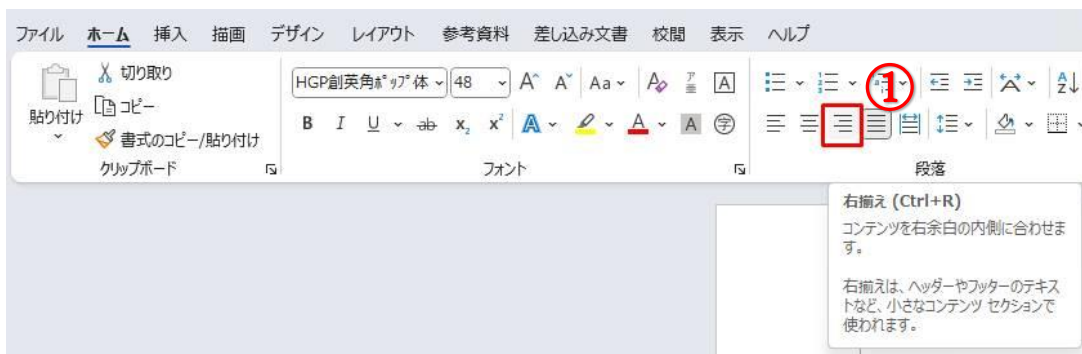 ファイル ホーム 挿入 描画 デザイン レイアウト 参考資料 差し込み文書 校閲 表示 ヘルプ
切り取り
コピー
貼り付け
書式のコピー/貼り付け
クリップボード
HGP創英角ﾎﾟｯﾌﾟ体 48 A A Aa A ア亜 A
B I U ab x₂ x² A A A 字
フォント
①
段落
右揃え (Ctrl+R)
コンテンツを右余白の内側に合わせま
す。
右揃えは、ヘッダーやフッターのテキス
トなど、小さなコンテンツ セクションで
使われます。